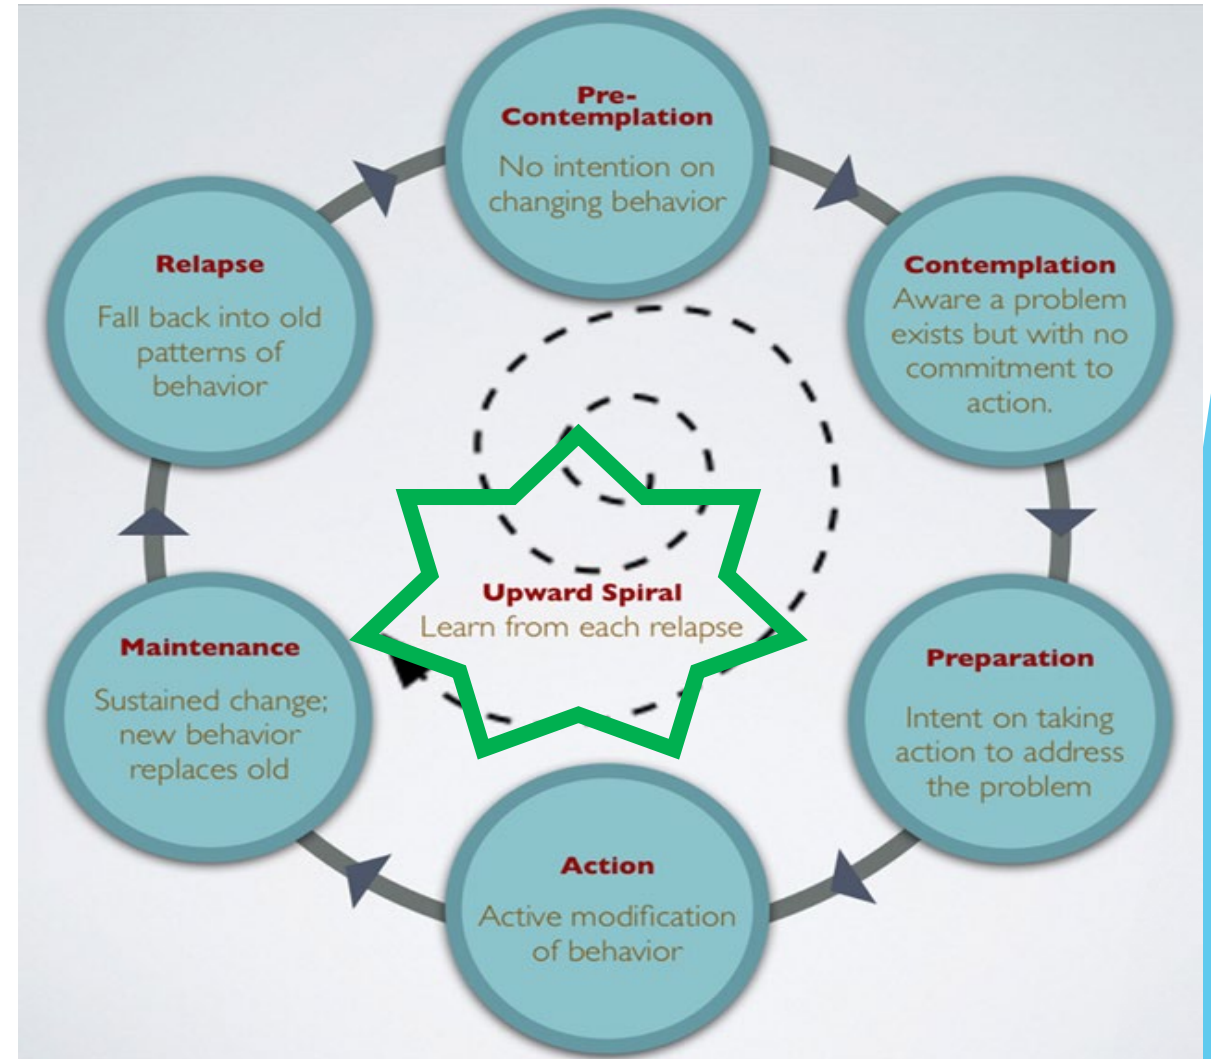 Pre-
Contemplation
No intention on
changing behavior
Contemplation
Aware a problem
exists but with no
commitment to
action.
Preparation
Intent on taking
action to address
the problem
Action
Active modification
of behavior
Maintenance
Sustained change;
new behavior
replaces old
Relapse
Fall back into old
patterns of
behavior
Upward Spiral
Learn from each relapse